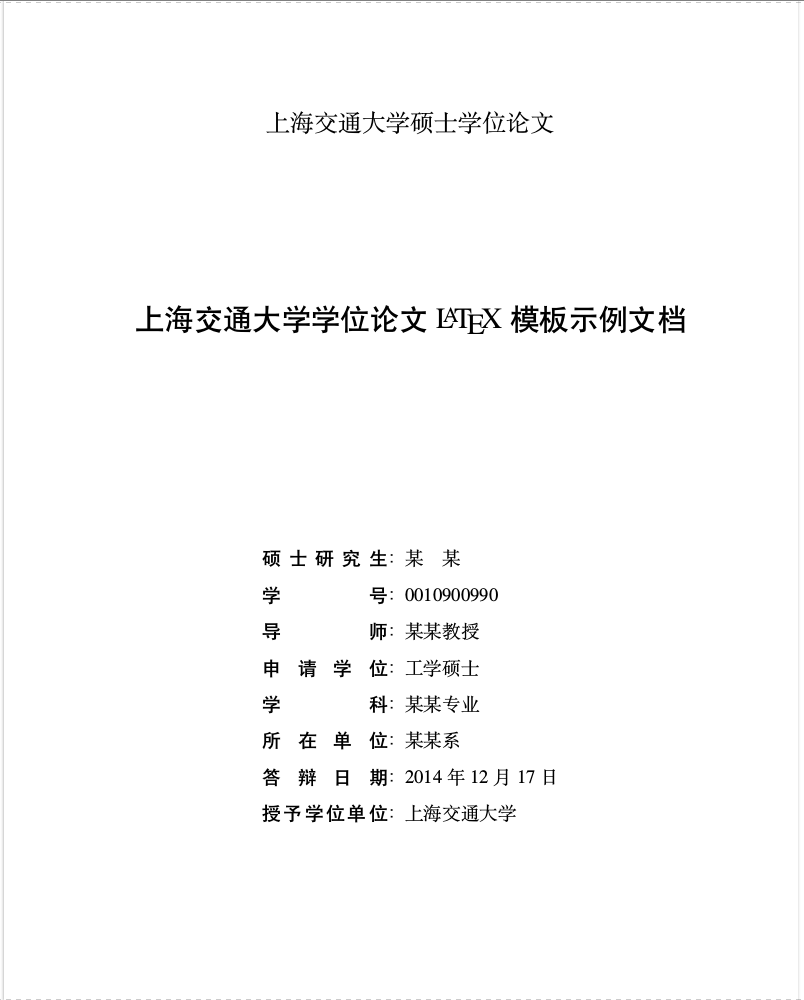 上海交通大学硕士学位论文
上海交通大学学位论文 LATEX 模板示例文档
硕士研究生: 某 某
学 号: 0010900990
导 师: 某某教授
申请学位: 工学硕士
学 科: 某某专业
所在单位: 某某系
答辩日期: 2014 年 12 月 17 日
授予学位单位: 上海交通大学